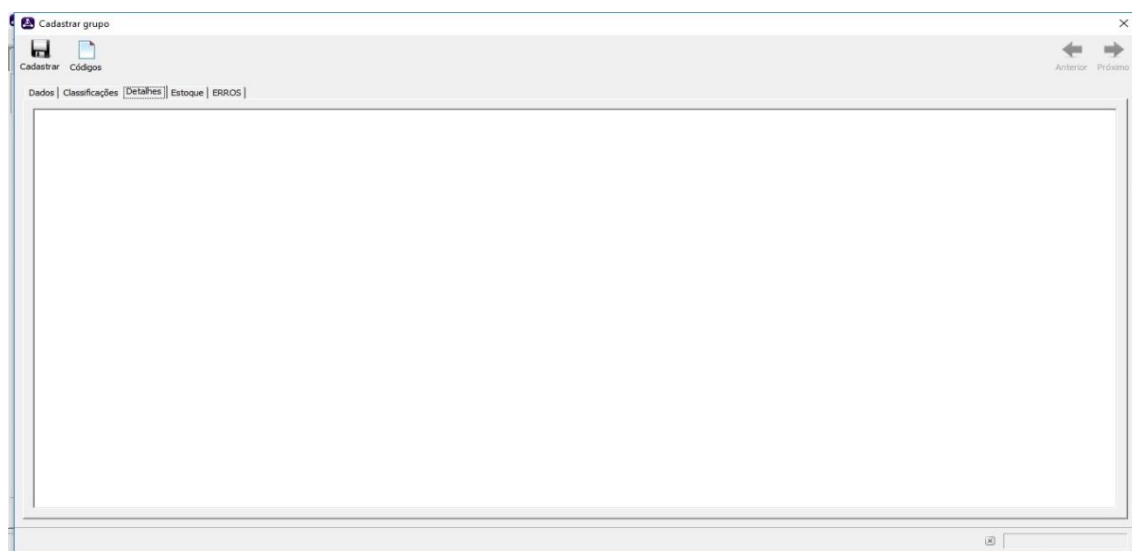 Cadastrar grupo
Cadastrar Códigos Anterior Próximo
Dados Classificações Detalhes Estoque ERROS